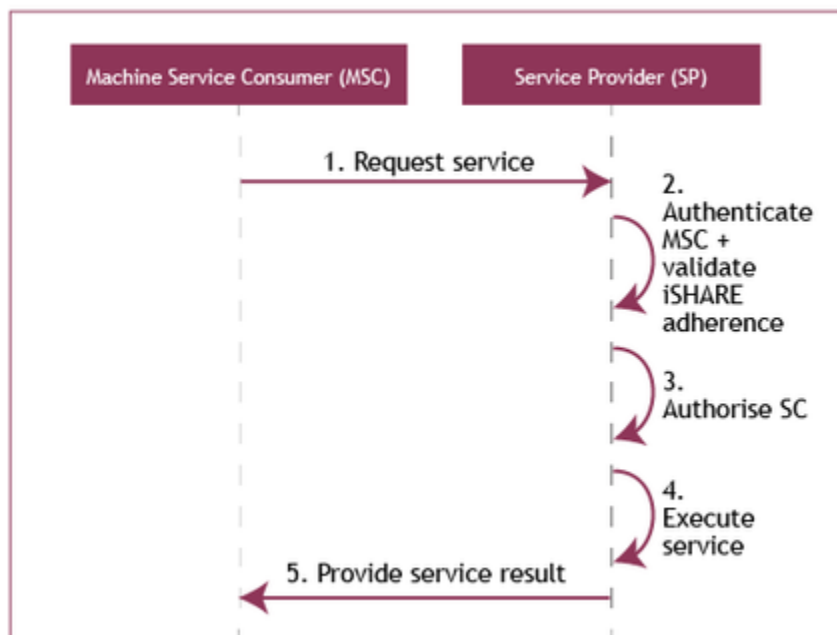 Machine Service Consumer (MSC)
Service Provider (SP)
1. Request service
2.
Authenticate
MSC +
validate
iSHARE
adherence
3.
Authorise SC
4.
Execute
service
5. Provide service result